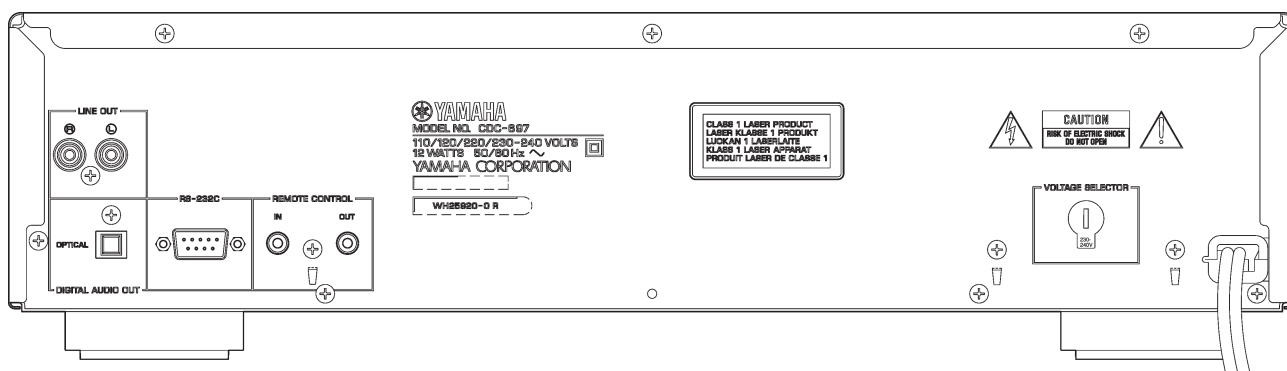 LINE OUT
R L
RS-232C
REMOTE CONTROL
IN OUT
OPTICAL
DIGITAL AUDIO OUT
YAMAHA
MODEL NO. CDC-697
110/120/220/230-240 VOLTS
12 WATTS 50/60Hz ~
YAMAHA CORPORATION
WH25920-0 R
CLASS 1 LASER PRODUCT
LASER KLASSE 1 PRODUKT
LUOKAN 1 LASERLAITE
KLASS 1 LASER APPARAT
PRODUIT LASER DE CLASSE 1
CAUTION
RISK OF ELECTRIC SHOCK
DO NOT OPEN
VOLTAGE SELECTOR
230-
240V